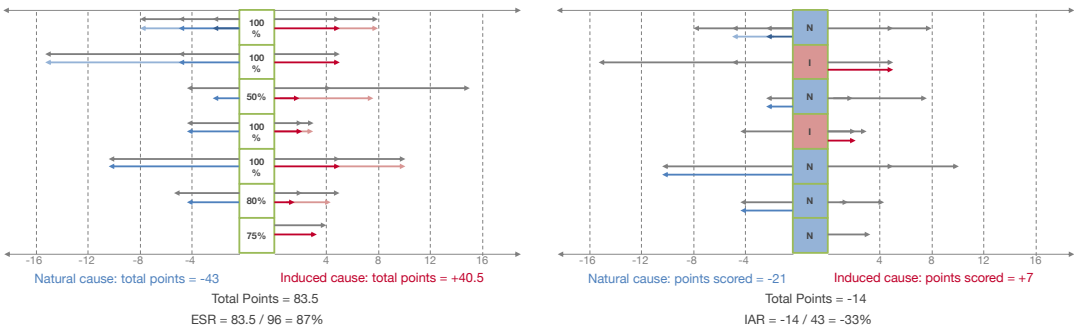 100
%
100
%
50%
100
%
100
%
80%
75%
-16 -12 -8 -4 4 8 12 16
Natural cause: total points = -43 Induced cause: total points = +40.5
Total Points = 83.5
ESR = 83.5 / 96 = 87%
N
I
N
I
N
N
N
-16 -12 -8 -4 4 8 12 16
Natural cause: points scored = -21 Induced cause: points scored = +7
Total Points = -14
IAR = -14 / 43 = -33%